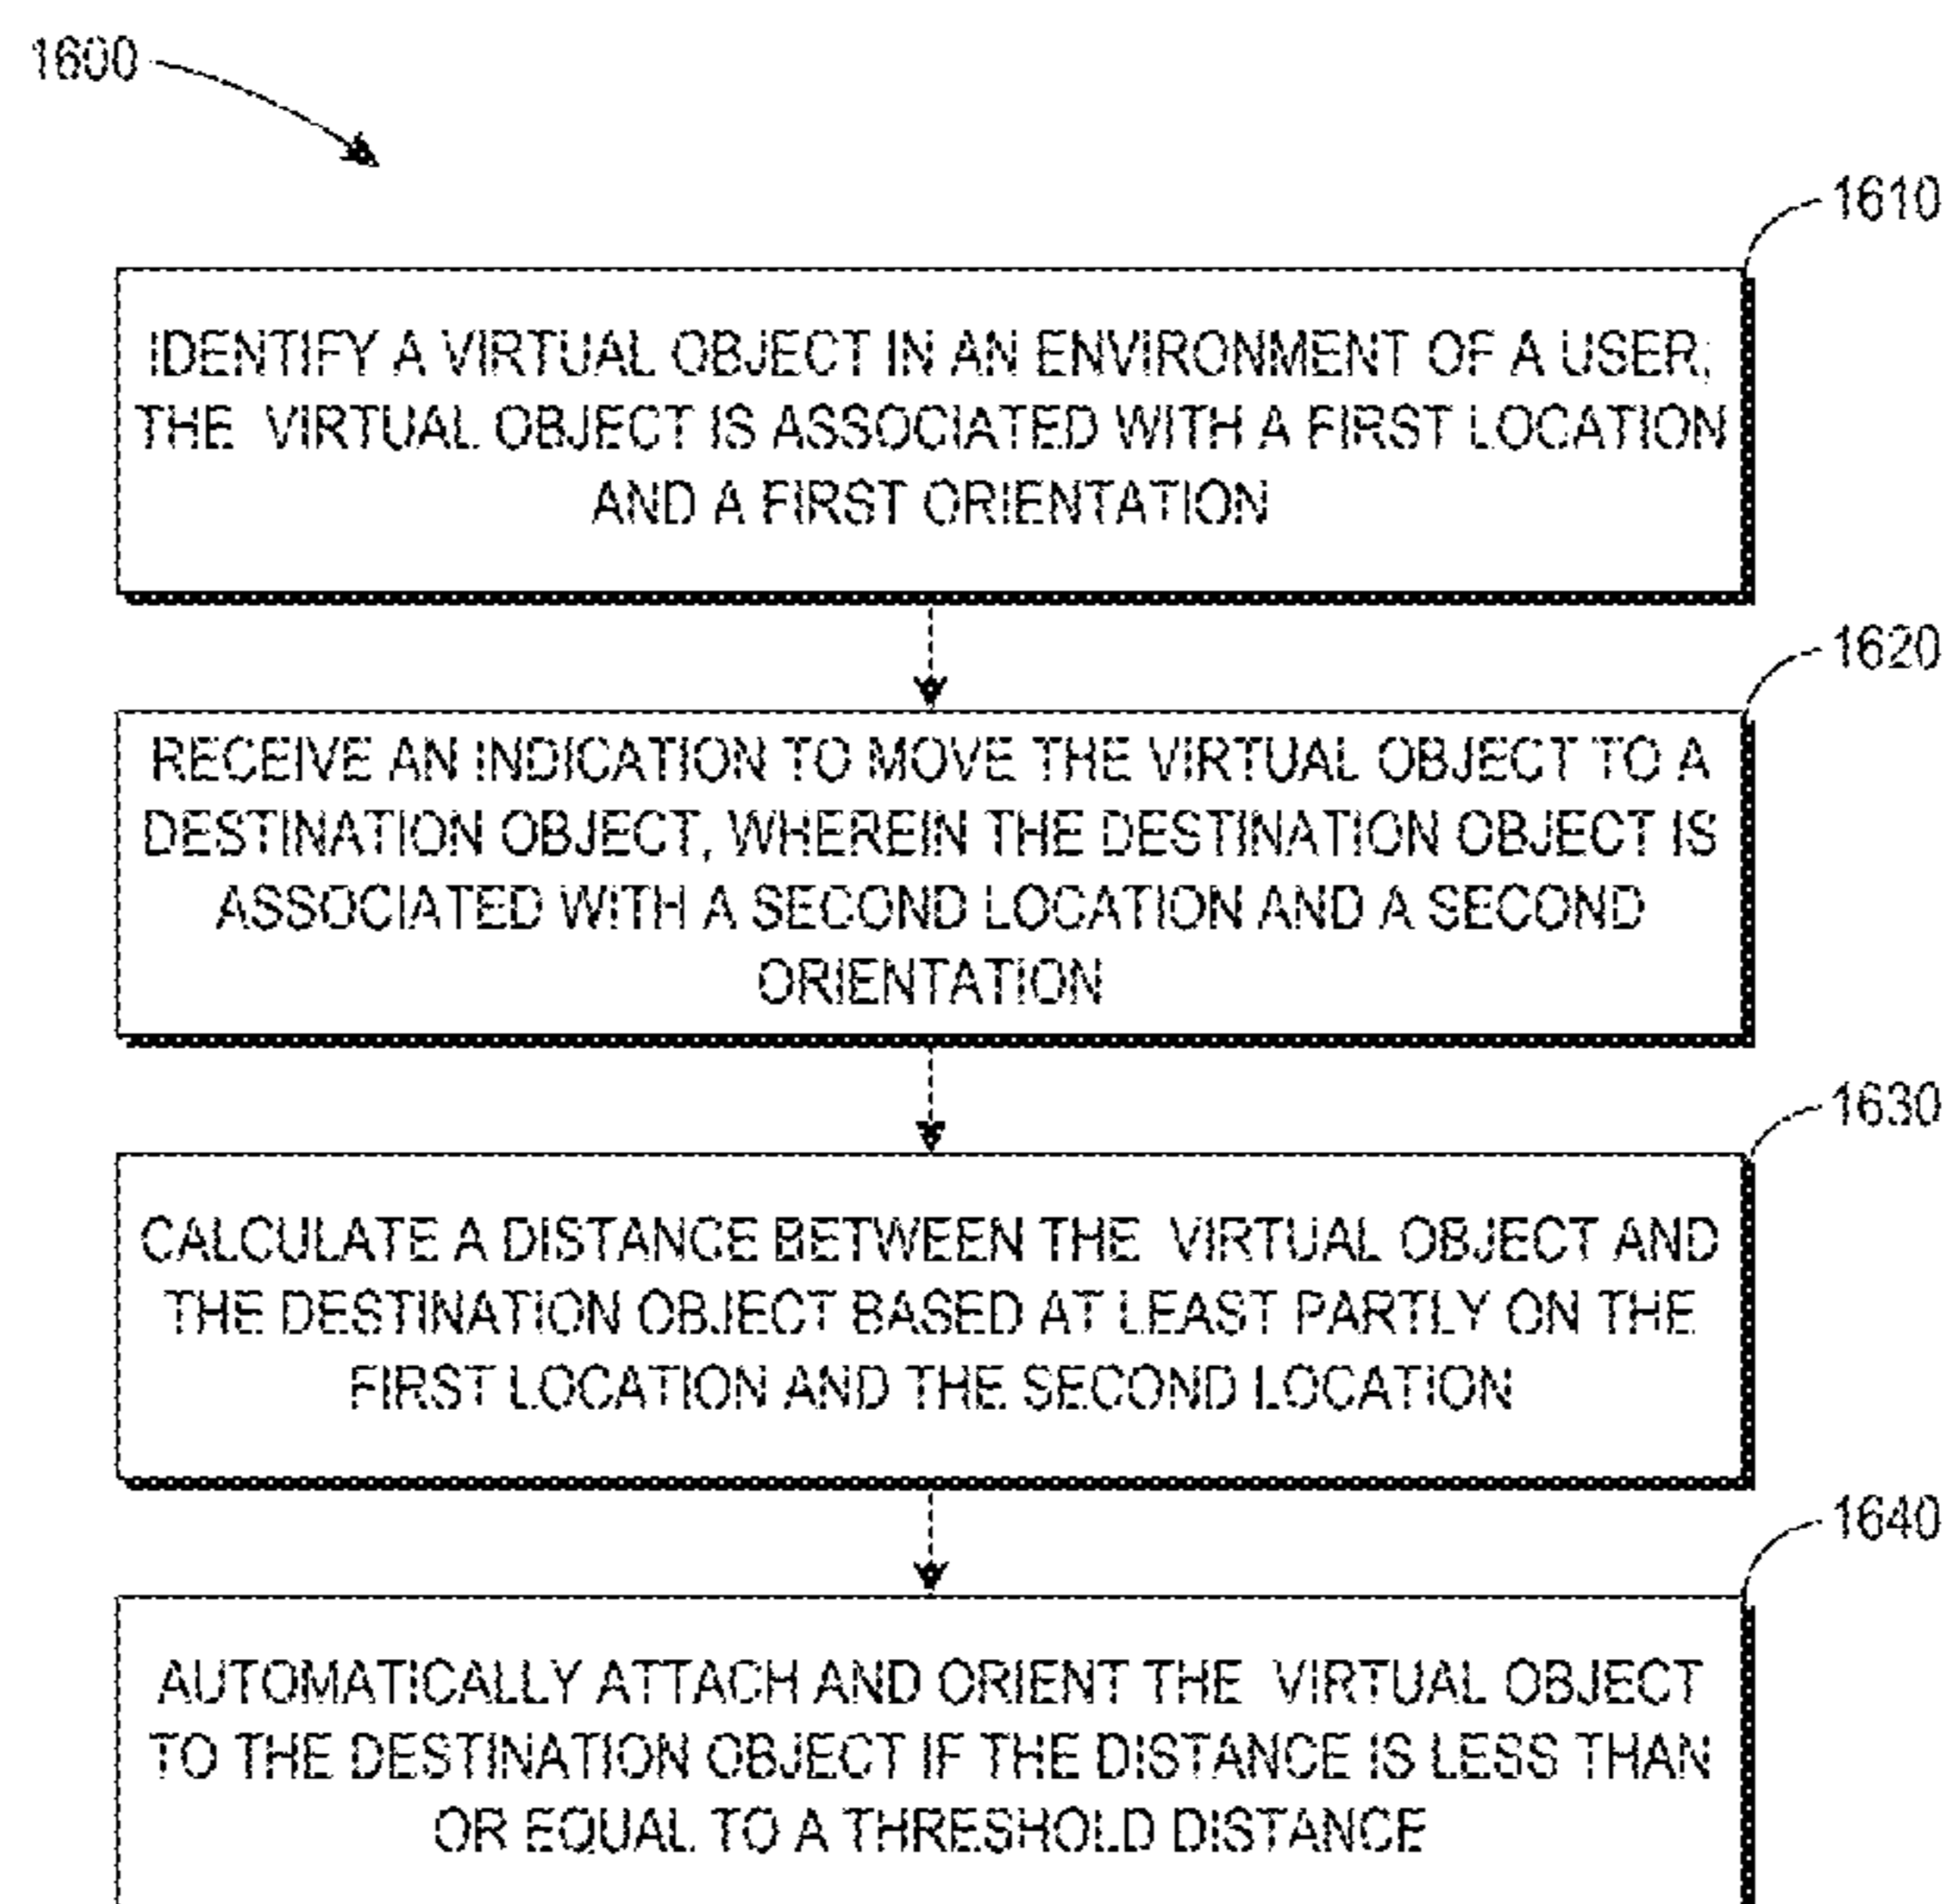 1600
1610
IDENTIFY A VIRTUAL OBJECT IN AN ENVIRONMENT OF A USER;
THE VIRTUAL OBJECT IS ASSOCIATED WITH A FIRST LOCATION
AND A FIRST ORIENTATION
1620
RECEIVE AN INDICATION TO MOVE THE VIRTUAL OBJECT TO A
DESTINATION OBJECT, WHEREIN THE DESTINATION OBJECT IS
ASSOCIATED WITH A SECOND LOCATION AND A SECOND
ORIENTATION
1630
CALCULATE A DISTANCE BETWEEN THE VIRTUAL OBJECT AND
THE DESTINATION OBJECT BASED AT LEAST PARTLY ON THE
FIRST LOCATION AND THE SECOND LOCATION
1640
AUTOMATICALLY ATTACH AND ORIENT THE VIRTUAL OBJECT
TO THE DESTINATION OBJECT IF THE DISTANCE IS LESS THAN
OR EQUAL TO A THRESHOLD DISTANCE